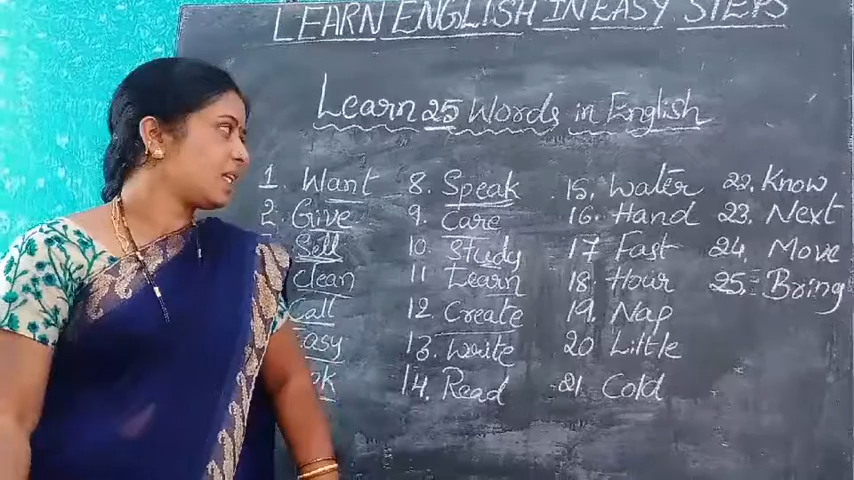 LEARN ENGLISH IN EASY STEPS
Learn 25 Words in English
1. Want
2. Give
3. Sell
Clean
Call
8. Speak
9. Care
10. Study
11. Learn
12. Create
13. Write
14. Read
15. Water
16. Hand
17. Fast
18. Hour
19. Nap
20. Listen
21. Cold
22. Know
23. Next
24. Move
25. Bring